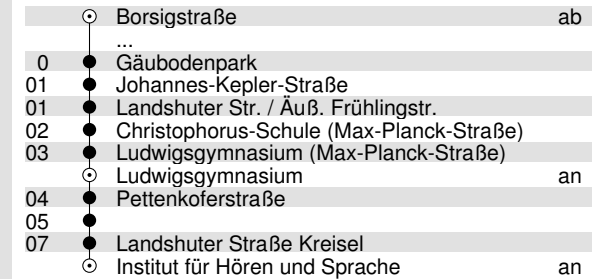 Borsigstraße ab
...
0 Gäubodenpark
01 Johannes-Kepler-Straße
01 Landshuter Str. / Äuß. Frühlingstr.
02 Christophorus-Schule (Max-Planck-Straße)
03 Ludwigsgymnasium (Max-Planck-Straße)
Ludwigsgymnasium an
04 Pettenkoferstraße
05
07 Landshuter Straße Kreisel
Institut für Hören und Sprache an